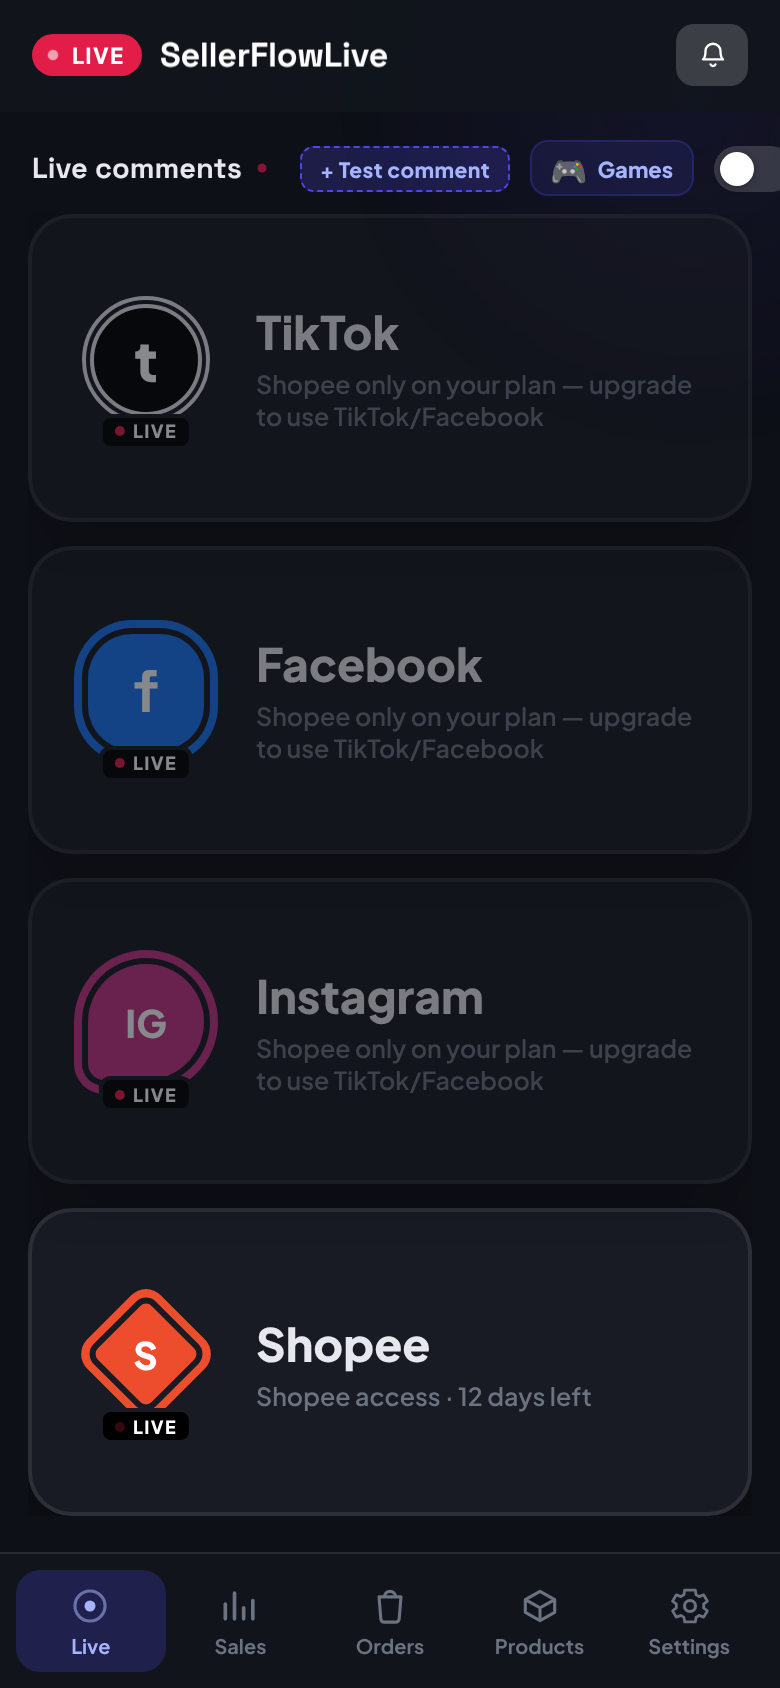 LIVE SellerFlowLive
Live comments
+ Test comment
Games
t
LIVE
TikTok
Shopee only on your plan — upgrade
to use TikTok/Facebook
f
LIVE
Facebook
Shopee only on your plan — upgrade
to use TikTok/Facebook
IG
LIVE
Instagram
Shopee only on your plan — upgrade
to use TikTok/Facebook
S
LIVE
Shopee
Shopee access · 12 days left
Live
Sales
Orders
Products
Settings